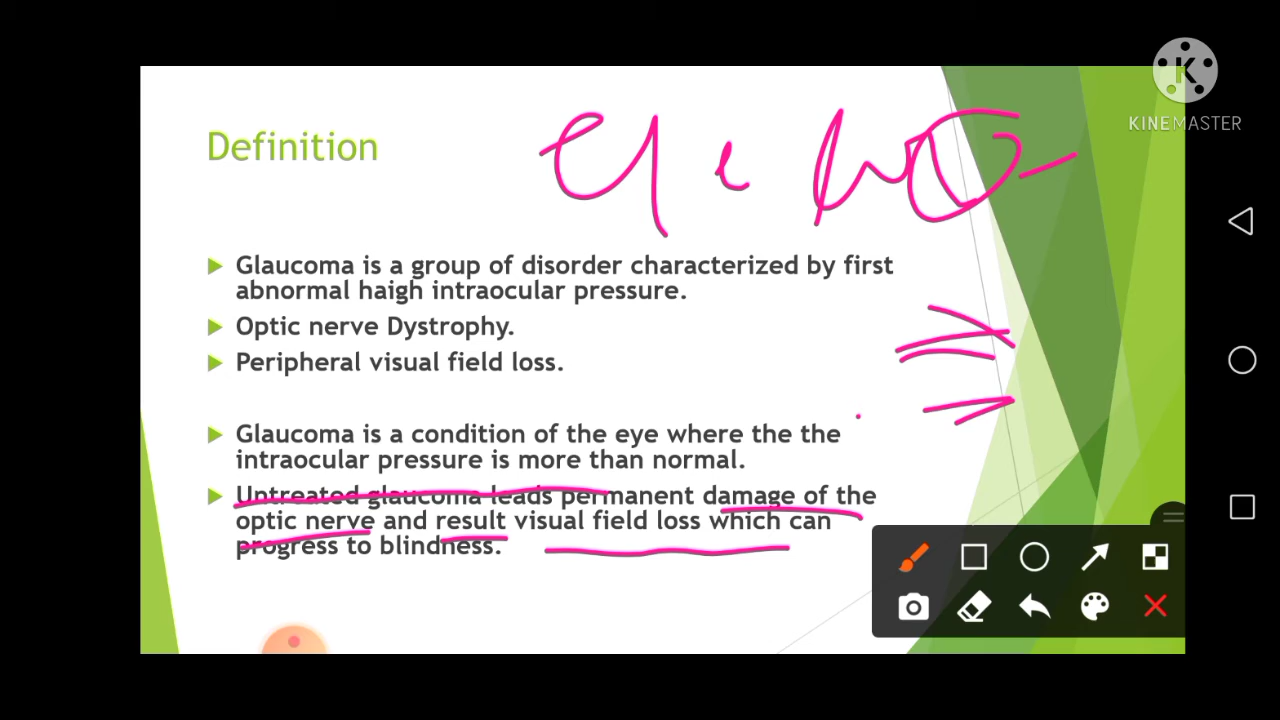 KINEMASTER
Definition
Glaucoma is a group of disorder characterized by first
abnormal haigh intraocular pressure.
Optic nerve Dystrophy.
Peripheral visual field loss.
Glaucoma is a condition of the eye where the the
intraocular pressure is more than normal.
Untreated glaucoma leads permanent damage of the
optic nerve and result visual field loss which can
progress to blindness.